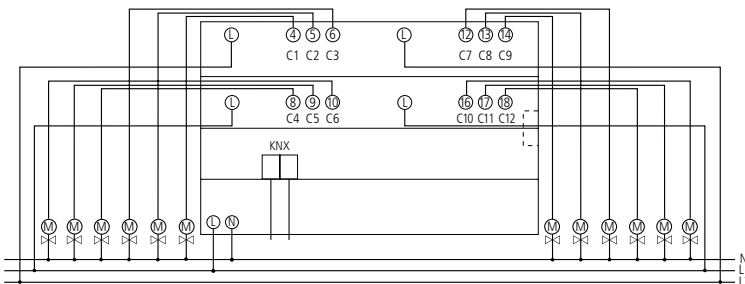 L 4 5 6 L 12 13 14
C1 C2 C3 C7 C8 C9
L 8 9 10 L 16 17 18
C4 C5 C6 C10 C11 C12
KNX
L N
M M M M M M M M M M M M
N
L
L